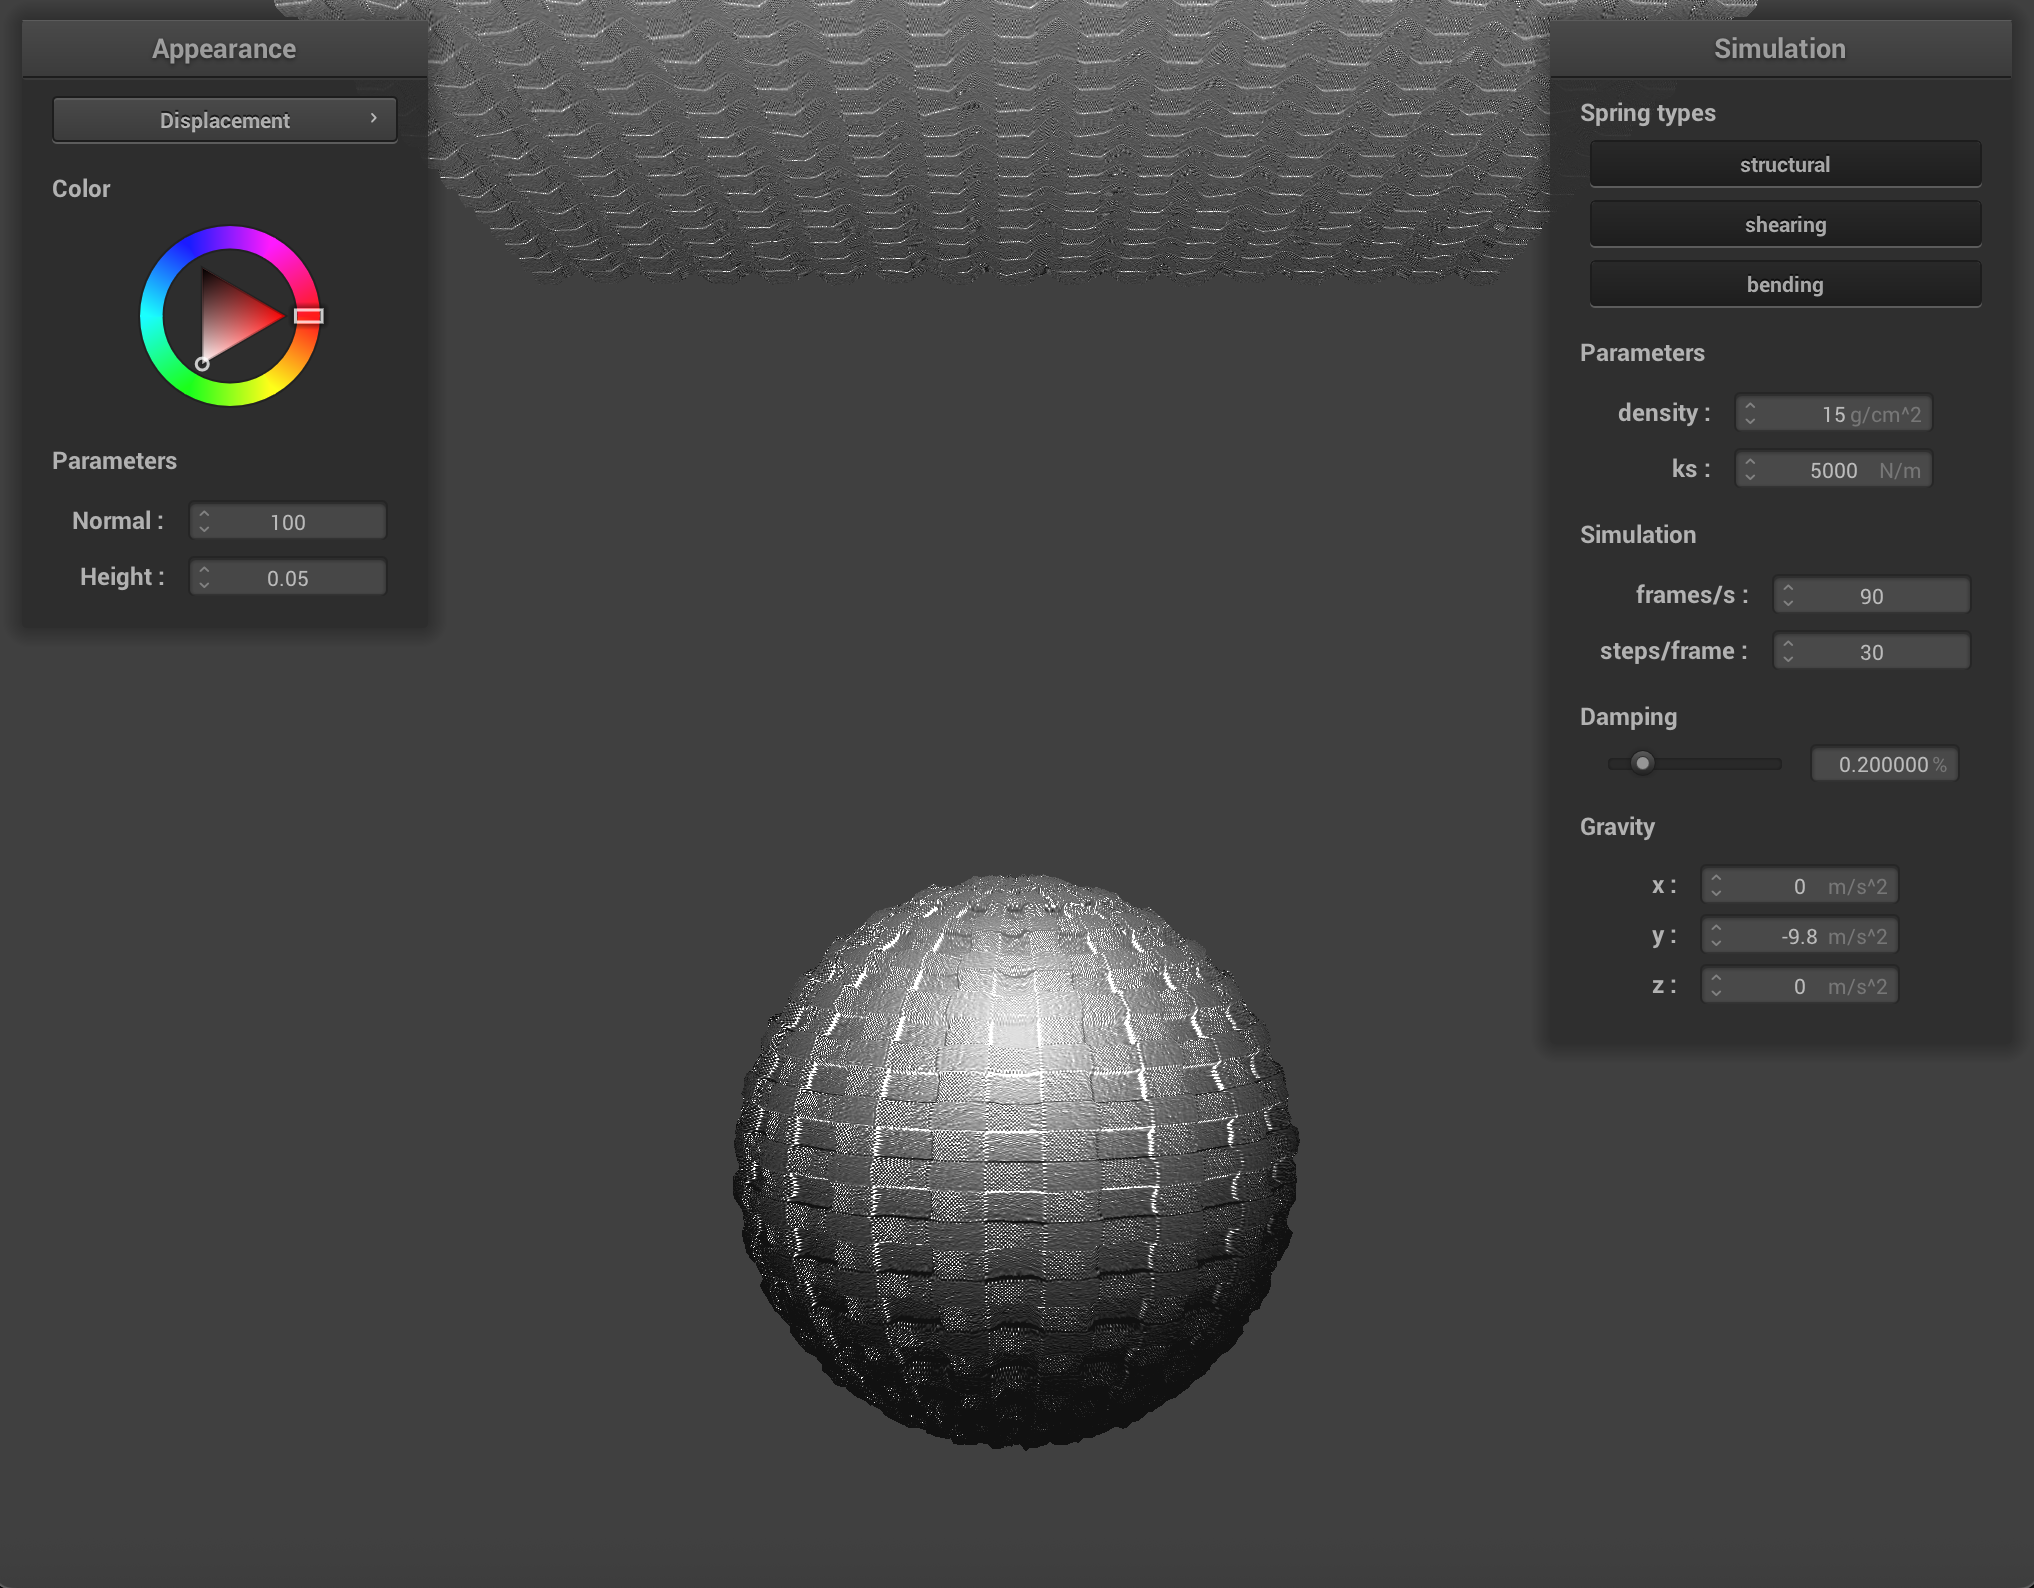 Appearance
Displacement
Color
Parameters
Normal : 100
Height : 0.05
Simulation
Spring types
structural
shearing
bending
Parameters
density : 15 g/cm^2
ks : 5000 N/m
Simulation
frames/s : 90
steps/frame : 30
Damping
0.200000 %
Gravity
x : 0 m/s^2
y : -9.8 m/s^2
z : 0 m/s^2